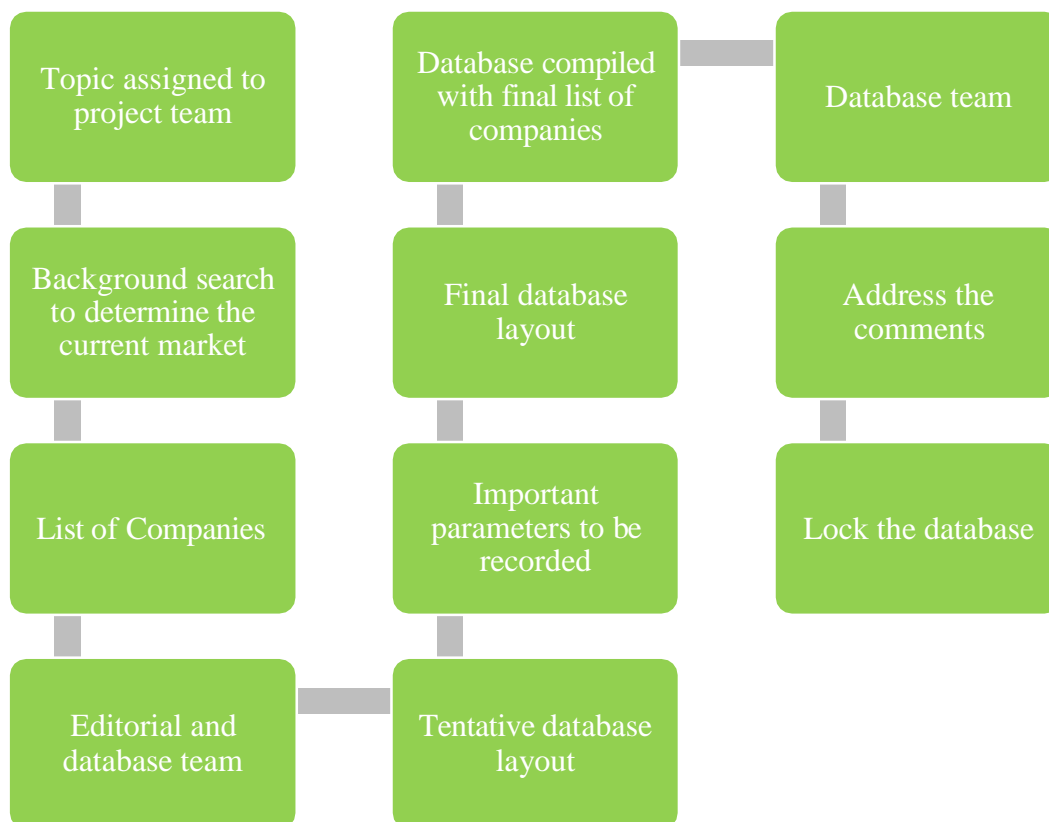 Topic assigned to
project team
Background search
to determine the
current market
List of Companies
Editorial and
database team
Tentative database
layout
Important
parameters to be
recorded
Final database
layout
Database compiled
with final list of
companies
Database team
Address the
comments
Lock the database